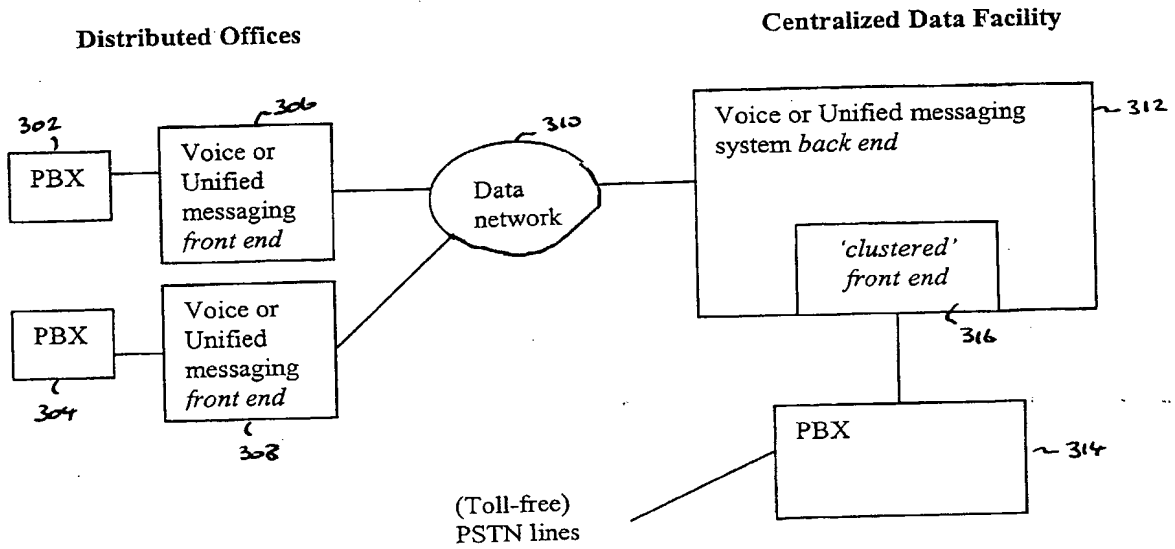 Distributed Offices
Centralized Data Facility
302
PBX
306
Voice or
Unified
messaging
front end
310
Data
network
312
Voice or Unified messaging
system back end
'clustered'
front end
316
PBX
304
Voice or
Unified
messaging
front end
308
PBX
314
(Toll-free)
PSTN lines